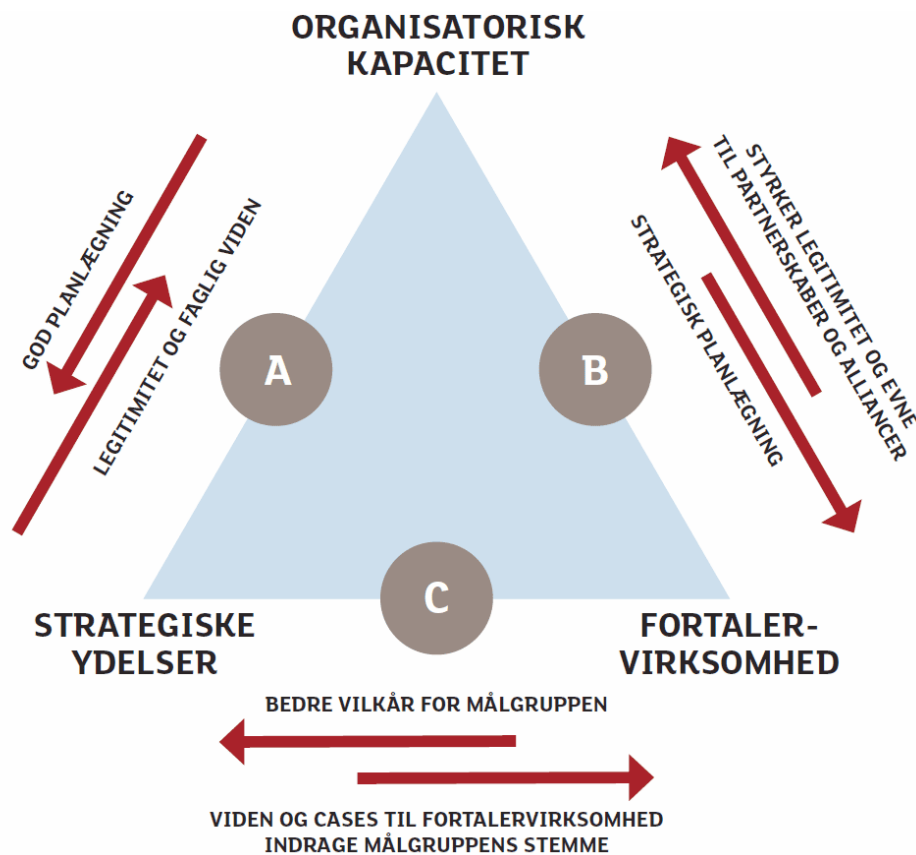 ORGANISATORISK
KAPACITET
GOD PLANLÆGNING
LEGITIMITET OG FAGLIG VIDEN
STYRKER LEGITIMITET OG EVNE
TIL PARTNERSKABER OG ALLIANCER
STRATEGISK PLANLÆGNING
A
B
C
STRATEGISKE
YDELSER
FORTALER-
VIRKSOMHED
BEDRE VILKÅR FOR MÅLGRUPPEN
VIDEN OG CASES TIL FORTALERVIRKSOMHED
INDRAGE MÅLGRUPPENS STEMME